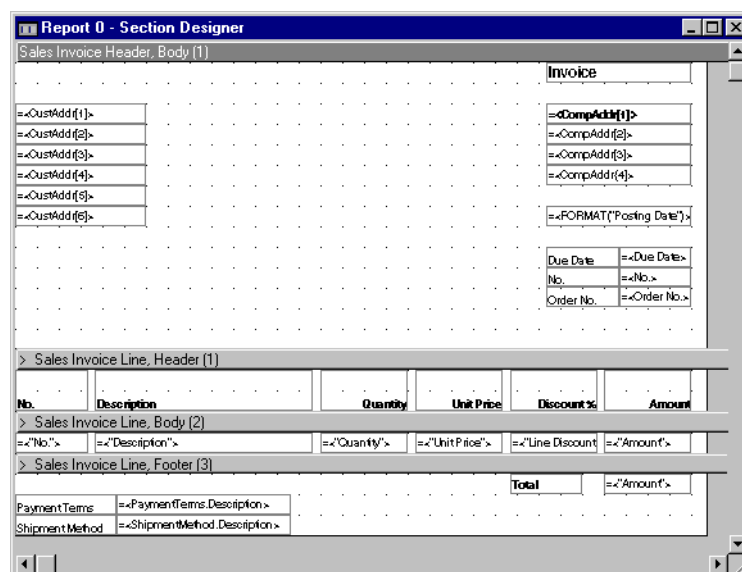 Report 0 - Section Designer
Sales Invoice Header, Body (1)
Invoice
=<CustAddr[1]> =<CompAddr[1]>
=<CustAddr[2]> =<CompAddr[2]>
=<CustAddr[3]> =<CompAddr[3]>
=<CustAddr[4]> =<CompAddr[4]>
=<CustAddr[5]>
=<CustAddr[6]> =<FORMAT("Posting Date")>
Due Date =<Due Date>
No. =<No.>
Order No. =<Order No.>
> Sales Invoice Line, Header (1)
No. Description Quantity Unit Price Discount % Amount
> Sales Invoice Line, Body (2)
=<"No."> =<"Description"> =<"Quantity"> =<"Unit Price"> =<"Line Discount =<"Amount">
> Sales Invoice Line, Footer (3)
Total =<"Amount">
Payment Terms =<PaymentTerms.Description>
Shipment Method =<ShipmentMethod.Description>